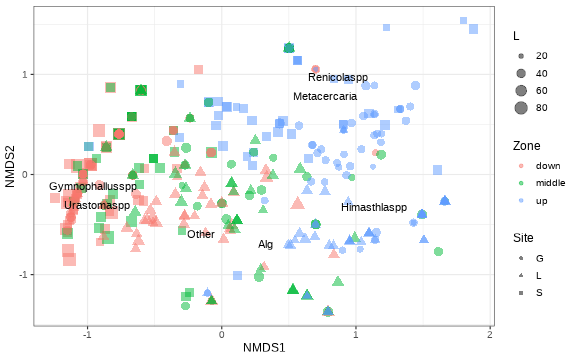 NMDS2
1
0
-1
Renicolaspp
Metacercaria
Gymnophallusspp
Urastomaspp
Himasthlaspp
Other
Alg
-1
0
1
2
NMDS1
L
20
40
60
80
Zone
down
middle
up
Site
G
L
S